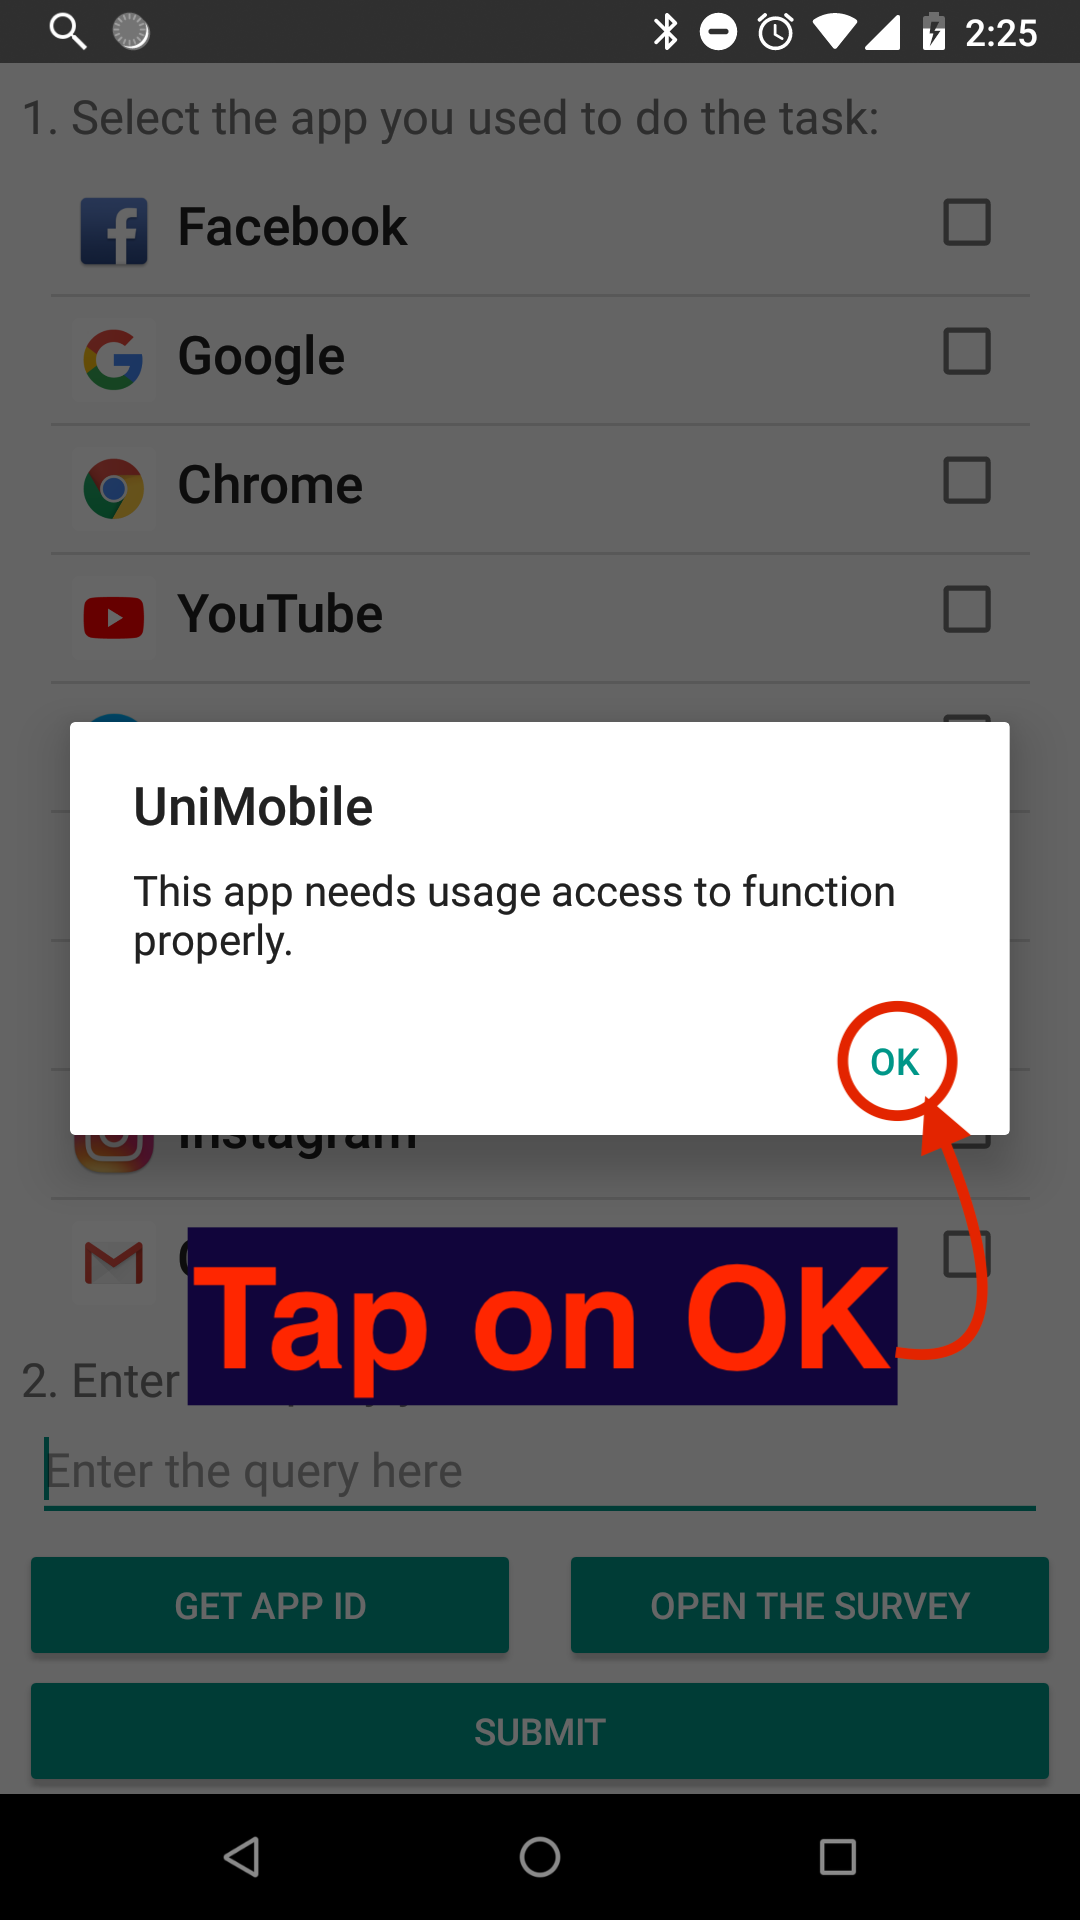 2:25
1. Select the app you used to do the task:
Facebook
Google
Chrome
YouTube
UniMobile
This app needs usage access to function
properly.
OK
Instagram
Tap on OK
2. Enter
Enter the query here
GET APP ID
OPEN THE SURVEY
SUBMIT